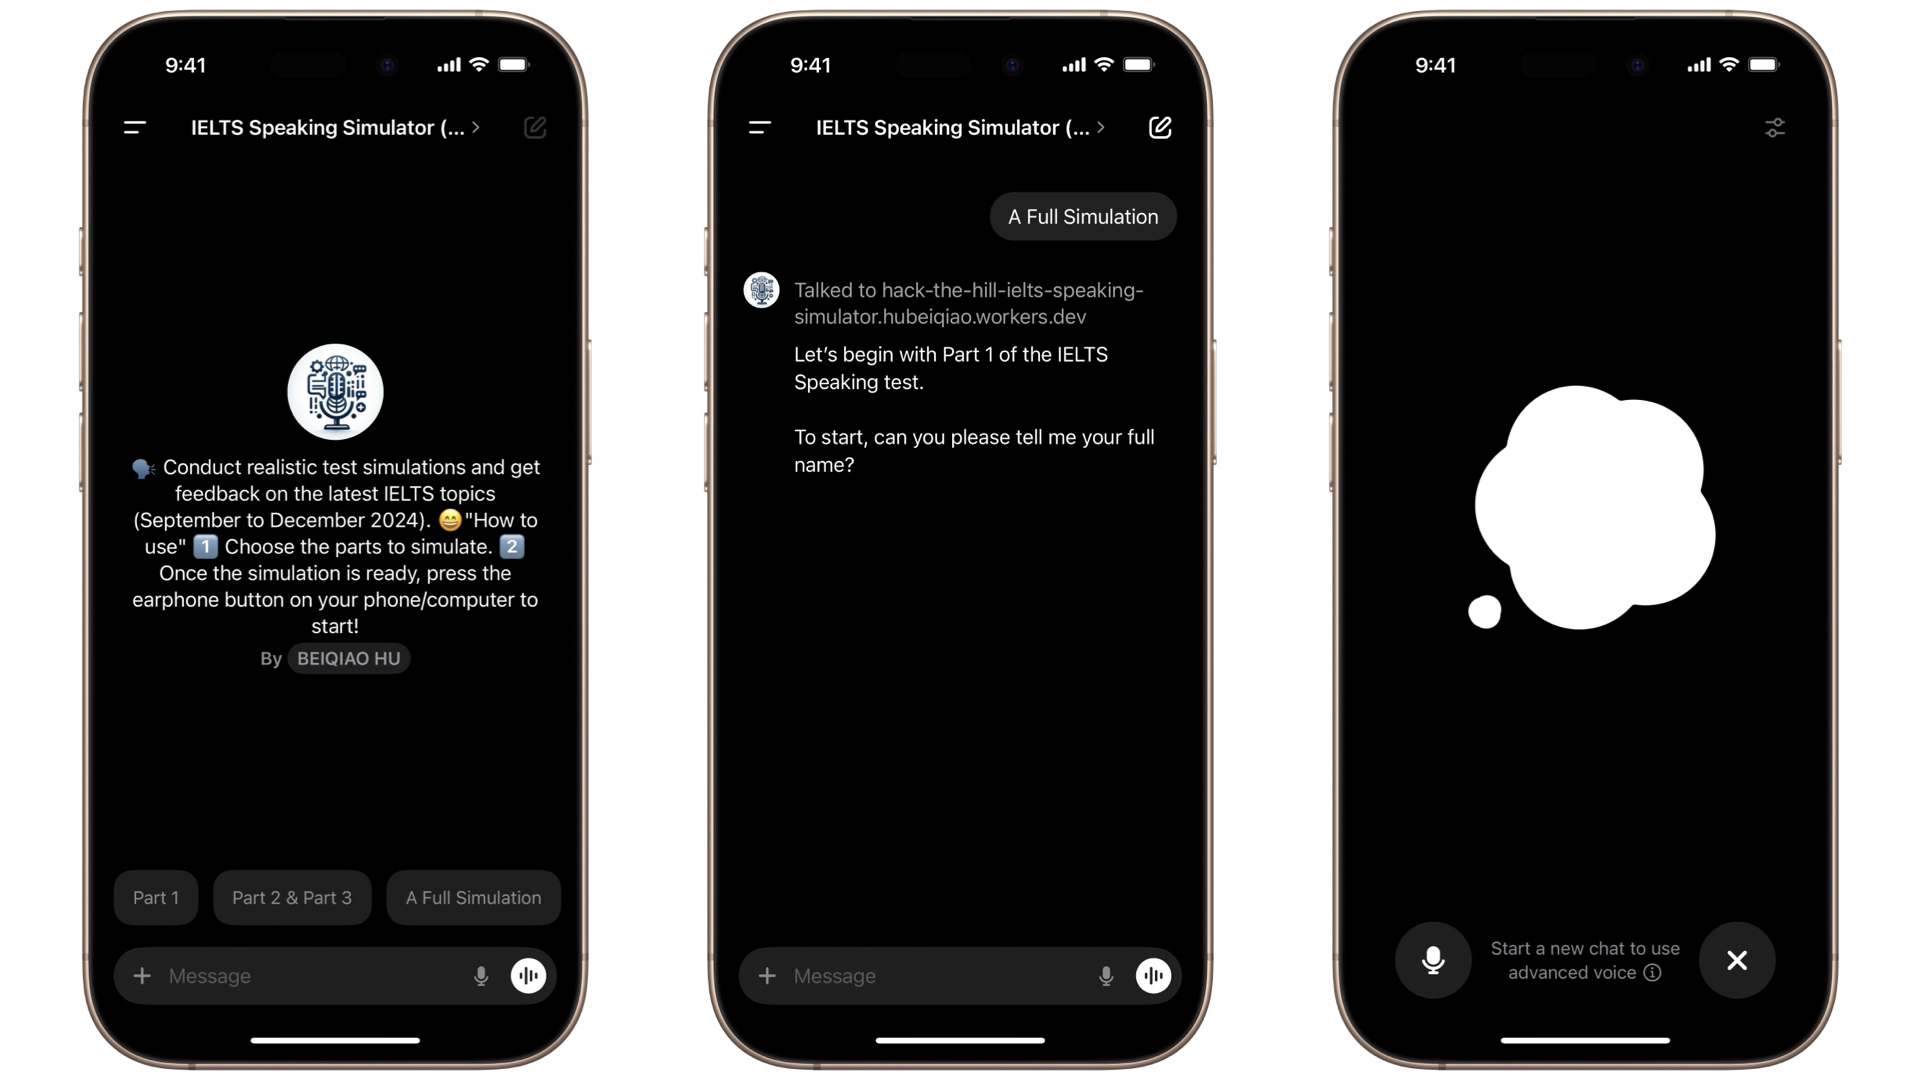 9:41
IELTS Speaking Simulator (...
🗣️ Conduct realistic test simulations and get
feedback on the latest IELTS topics
(September to December 2024). 😄"How to
use" 1️⃣ Choose the parts to simulate. 2️⃣
Once the simulation is ready, press the
earphone button on your phone/computer to
start!
By BEIQIAO HU
Part 1
Part 2 & Part 3
A Full Simulation
Message
9:41
IELTS Speaking Simulator (...
A Full Simulation
Talked to hack-the-hill-ielts-speaking-
simulator.hubeiqiao.workers.dev
Let’s begin with Part 1 of the IELTS
Speaking test.
To start, can you please tell me your full
name?
Message
9:41
Start a new chat to use
advanced voice